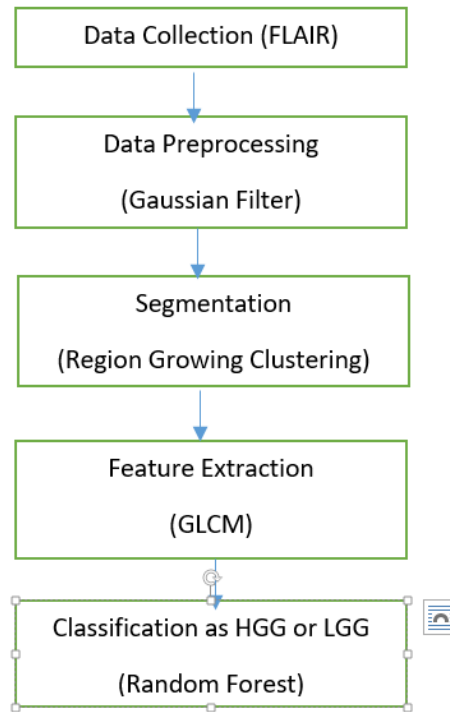 Data Collection (FLAIR)
Data Preprocessing
(Gaussian Filter)
Segmentation
(Region Growing Clustering)
Feature Extraction
(GLCM)
Classification as HGG or LGG
(Random Forest)